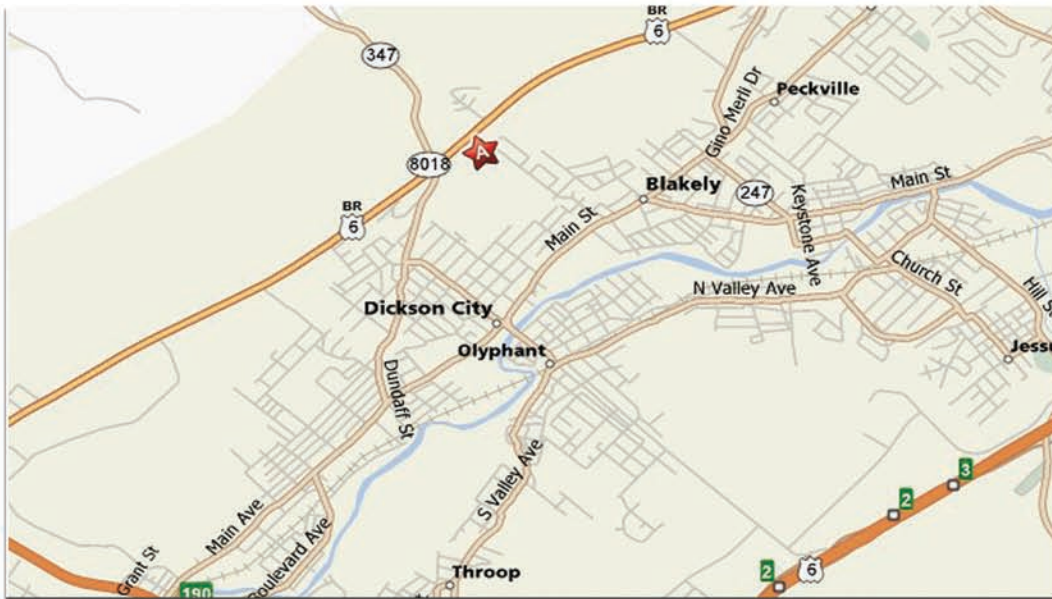 BR
6
347
Peckville
Gino Merli Dr
A
8018
Blakely
247
Main St
BR
6
Keystone Ave
Main St
Church St
N Valley Ave
Hill S
Dickson City
Olyphant
Jess
Dundaff St
S Valley Ave
3
2
Main Ave
Boulevard Ave
Grant St
Throop
2
6
190